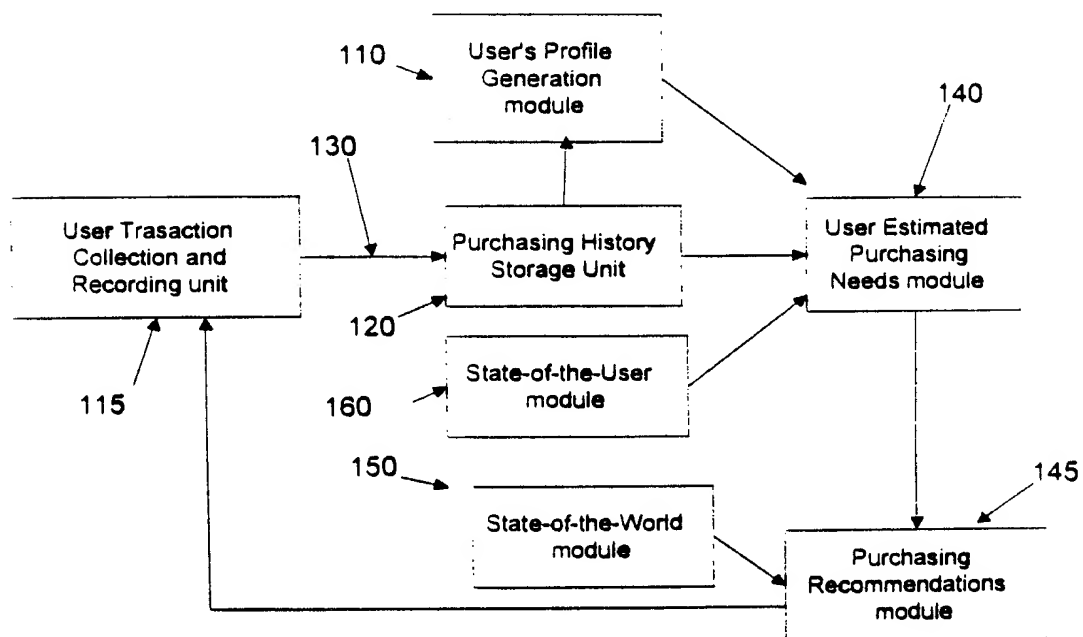 110
User's Profile
Generation
module
140
130
User Trasaction
Collection and
Recording unit
Purchasing History
Storage Unit
User Estimated
Purchasing
Needs module
120
115
State-of-the-User
module
160
150
145
State-of-the-World
module
Purchasing
Recommendations
module